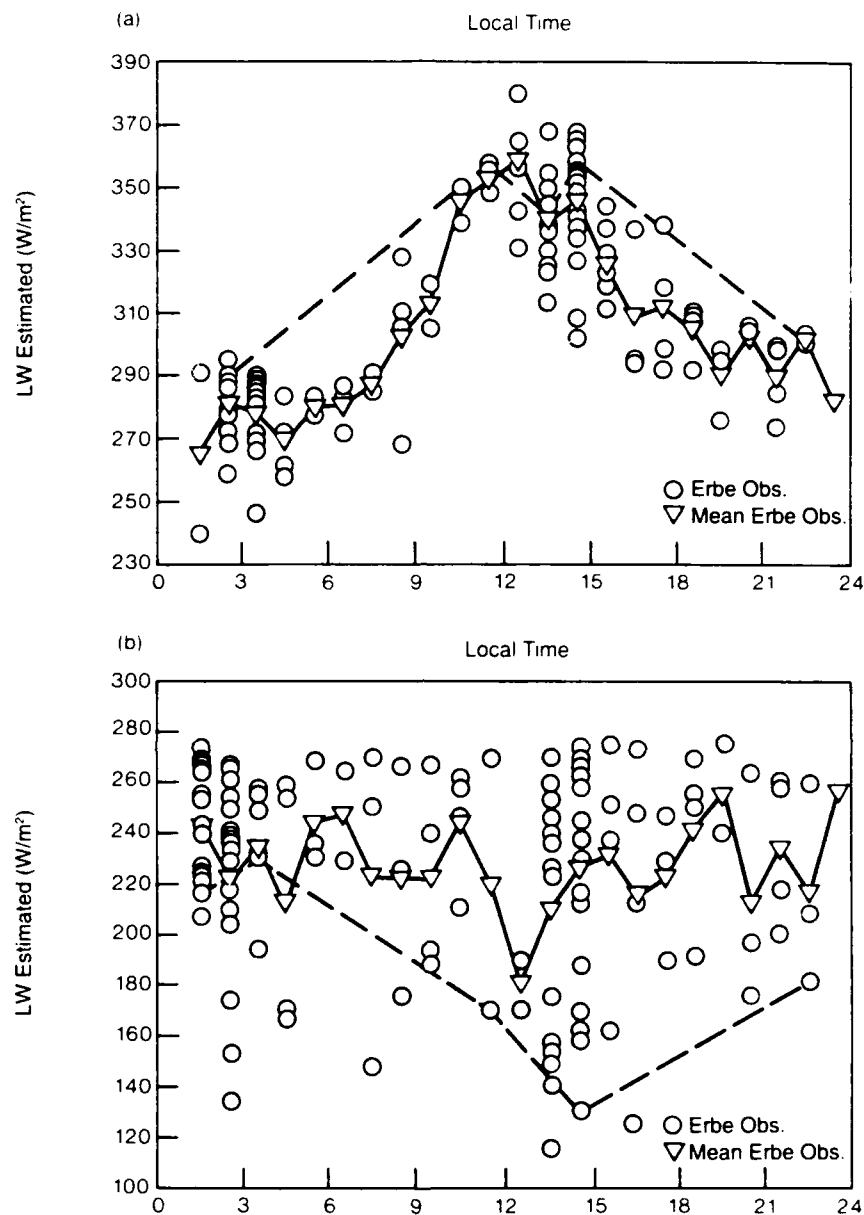 (a)
Local Time
LW Estimated (W/m²)
390
370
350
330
310
290
270
250
230
0 3 6 9 12 15 18 21 24
Erbe Obs.
Mean Erbe Obs.
(b)
Local Time
LW Estimated (W/m²)
300
280
260
240
220
200
180
160
140
120
100
0 3 6 9 12 15 18 21 24
Erbe Obs.
Mean Erbe Obs.